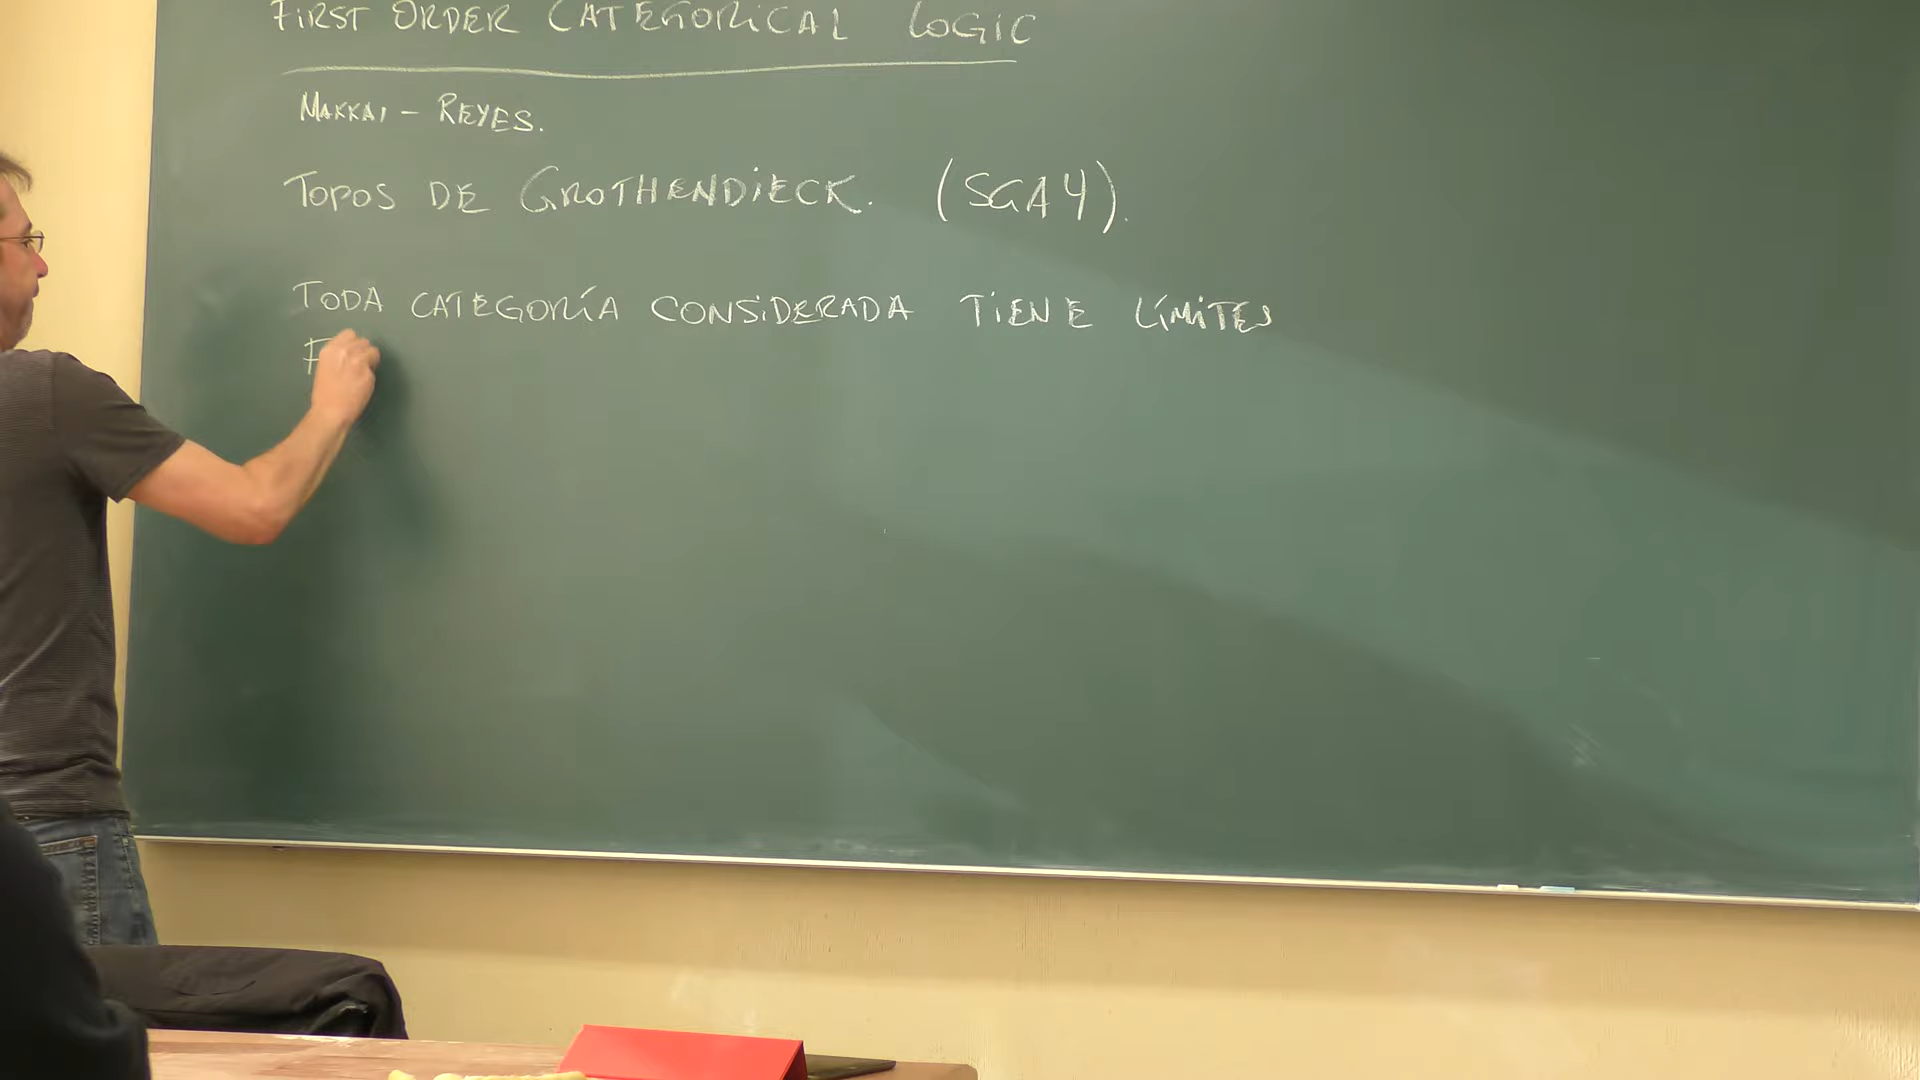 FIRST ORDER CATEGORICAL LOGIC
MAKKAI - REYES.
TOPOS DE GROTHENDIECK. (SGA4).
TODA CATEGORÍA CONSIDERADA TIENE LÍMITES
F